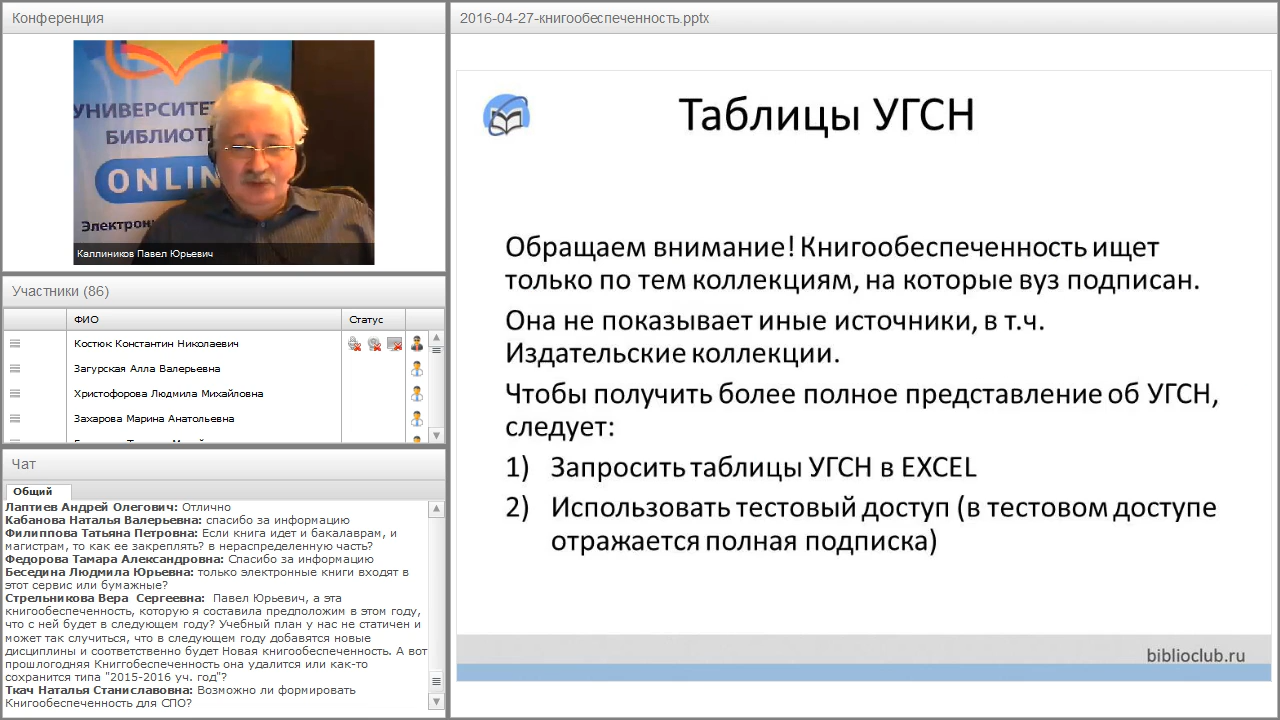 Конференция
УНИВЕРСИТЕТ
БИБЛИОТ
ONLIN
Электрон
Каллиников Павел Юрьевич
Участники (86)
ФИО Статус
Костюк Константин Николаевич
Загурская Алла Валерьевна
Христофорова Людмила Михайловна
Захарова Марина Анатольевна
Чат
Общий
Лаптиев Андрей Олегович: Отлично
Кабанова Наталья Валерьевна: спасибо за информацию
Филиппова Татьяна Петровна: Если книга идет и бакалаврам, и
магистрам, то как ее закреплять? в нераспределенную часть?
Федорова Тамара Александровна: Спасибо за информацию
Беседина Людмила Юрьевна: только электронные книги входят в
этот сервис или бумажные?
Стрельникова Вера Сергеевна: Павел Юрьевич, а эта
книгообеспеченность, которую я составила предположим в этом году,
что с ней будет в следующем году? Учебный план у нас не статичен и
может так случиться, что в следующем году добавятся новые
дисциплины и соответственно будет Новая книгообеспеченность. А вот
прошлогодняя Книггобеспеченность она удалится или как-то
сохранится типа "2015-2016 уч. год"?
Ткач Наталья Станиславовна: Возможно ли формировать
Книгообеспеченность для СПО?
2016-04-27-книгообеспеченность.pptx
Таблицы УГСН
Обращаем внимание! Книгообеспеченность ищет
только по тем коллекциям, на которые вуз подписан.
Она не показывает иные источники, в т.ч.
Издательские коллекции.
Чтобы получить более полное представление об УГСН,
следует:
1) Запросить таблицы УГСН в EXCEL
2) Использовать тестовый доступ (в тестовом доступе
отражается полная подписка)
biblioclub.ru